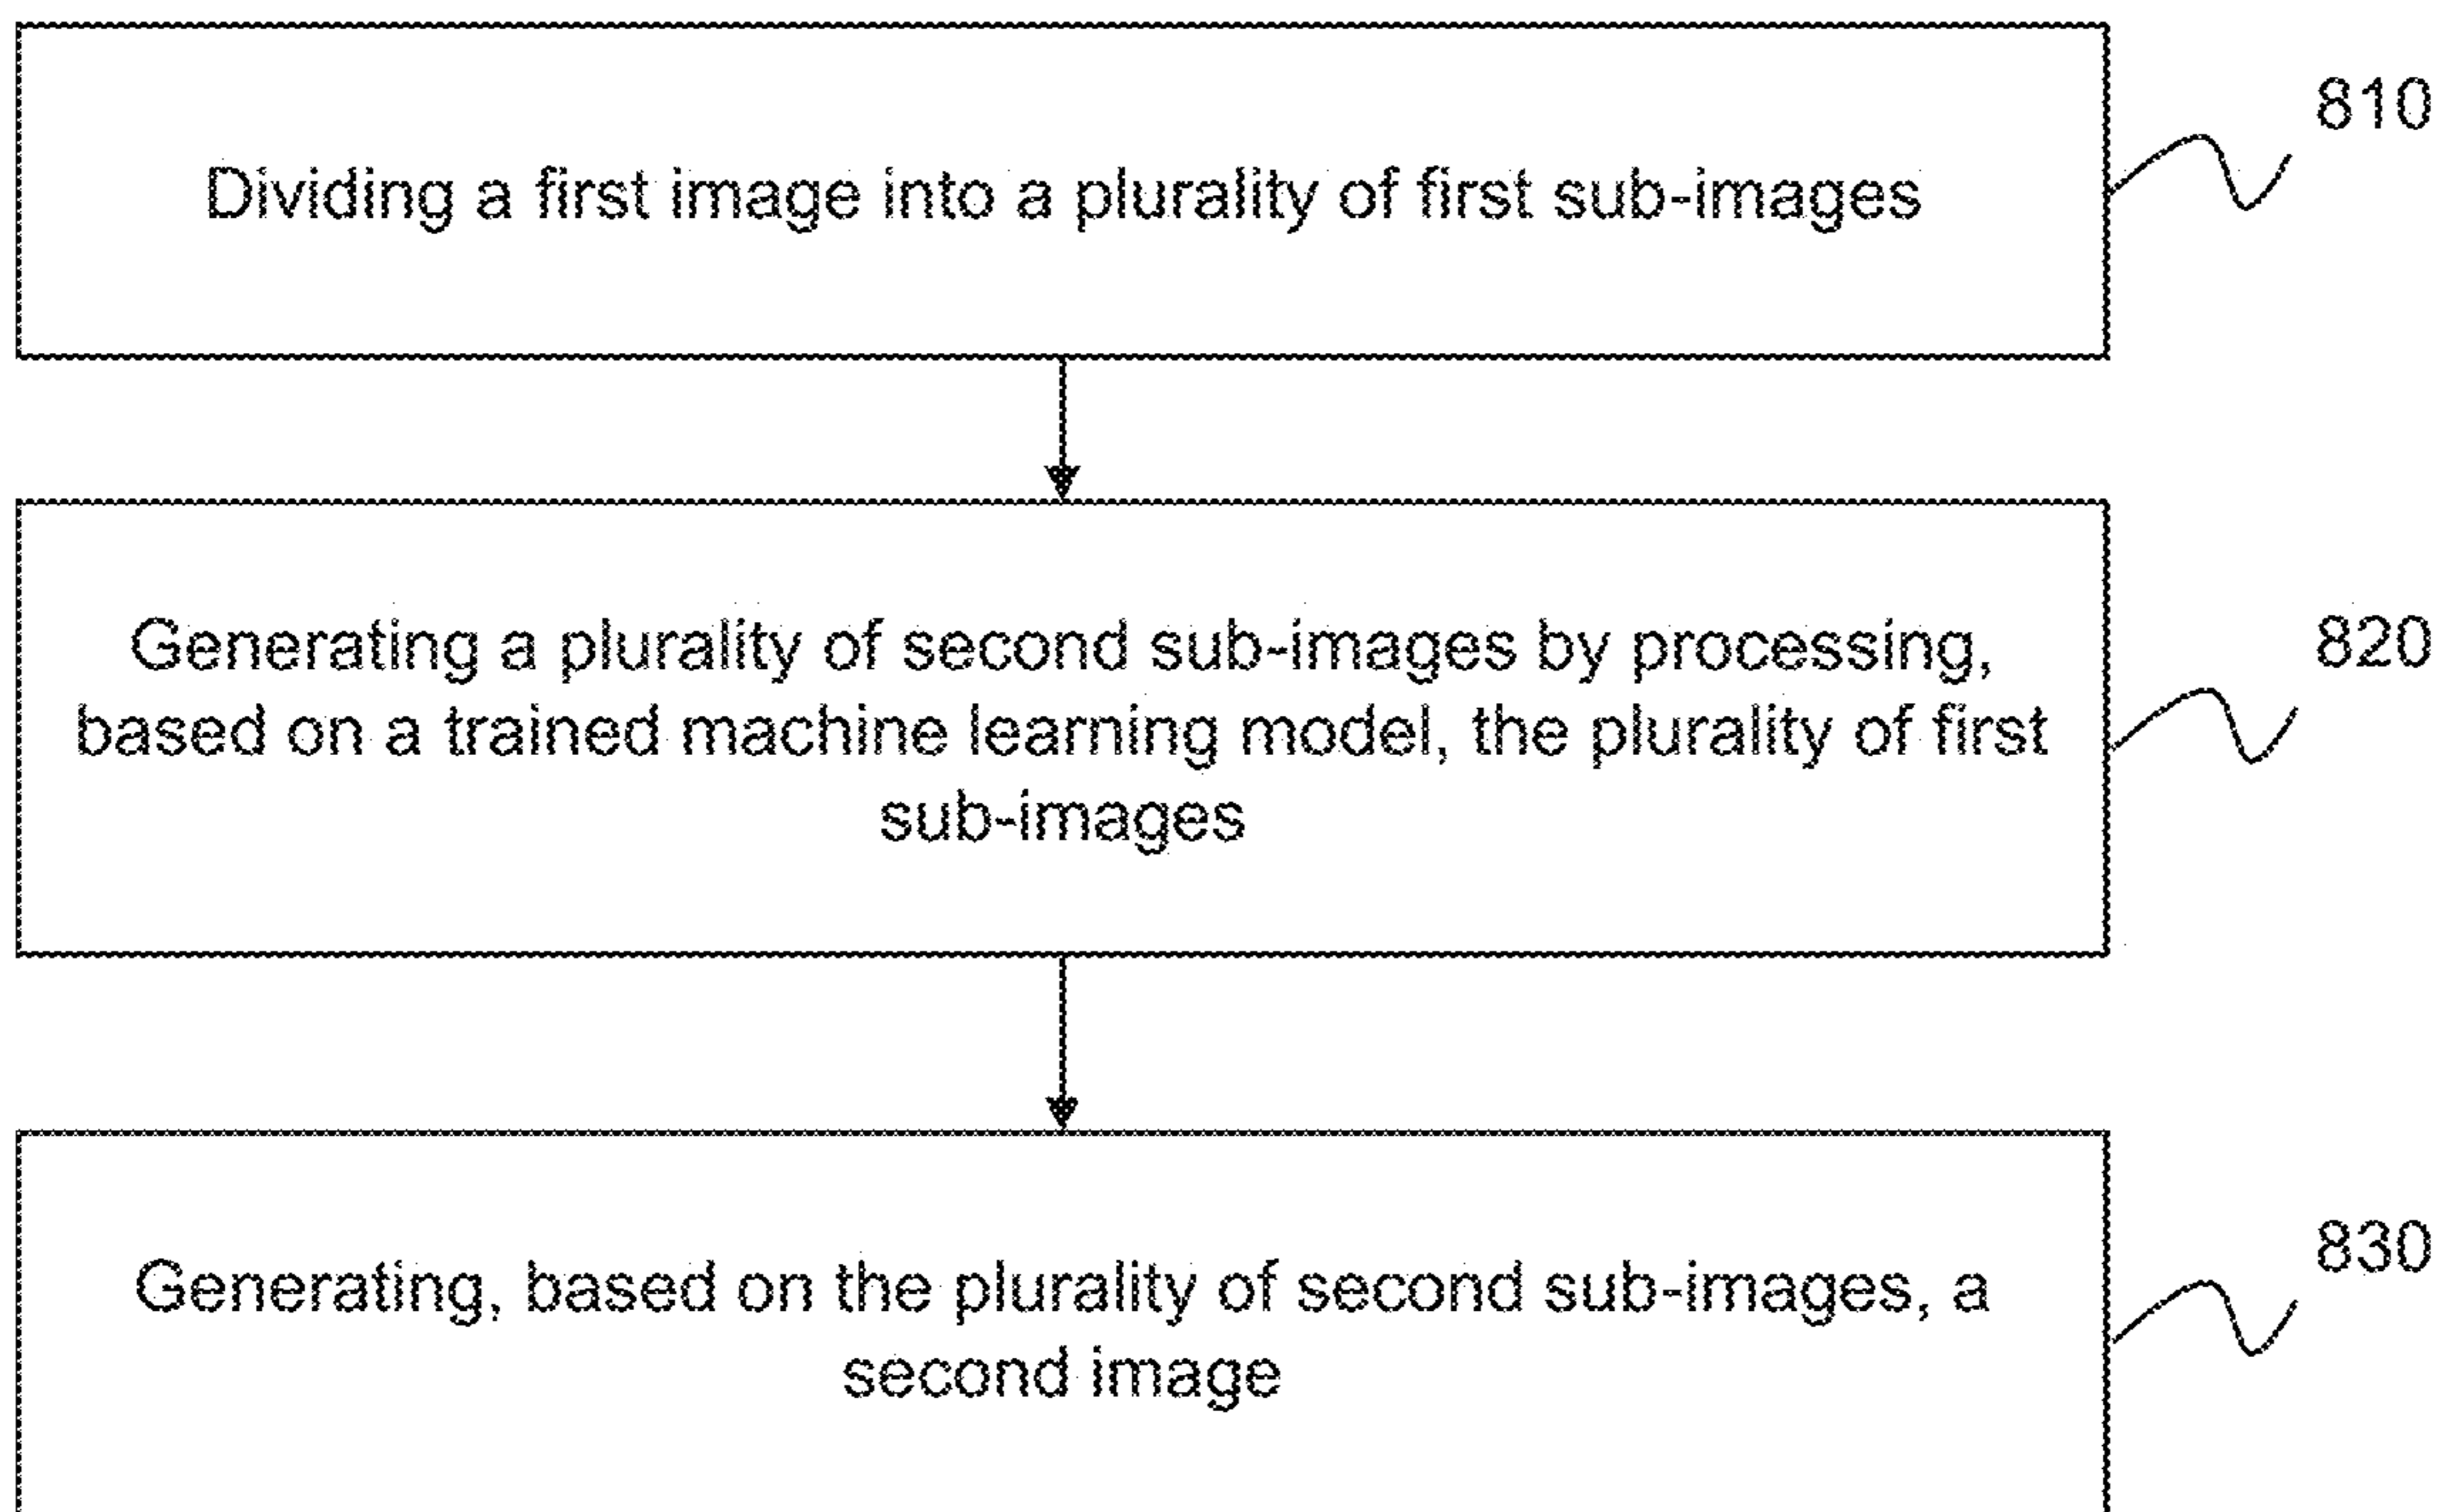 810
Dividing a first image into a plurality of first sub-images
820
Generating a plurality of second sub-images by processing,
based on a trained machine learning model, the plurality of first
sub-images
830
Generating, based on the plurality of second sub-images, a
second image